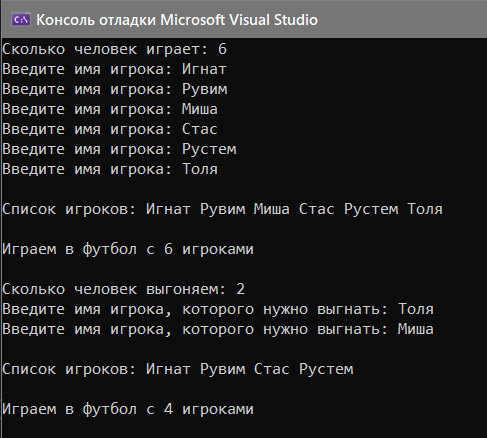 Консоль отладки Microsoft Visual Studio
Сколько человек играет: 6
Введите имя игрока: Игнат
Введите имя игрока: Рувим
Введите имя игрока: Миша
Введите имя игрока: Стас
Введите имя игрока: Рустем
Введите имя игрока: Толя
Список игроков: Игнат Рувим Миша Стас Рустем Толя
Играем в футбол с 6 игроками
Сколько человек выгоняем: 2
Введите имя игрока, которого нужно выгнать: Толя
Введите имя игрока, которого нужно выгнать: Миша
Список игроков: Игнат Рувим Стас Рустем
Играем в футбол с 4 игроками